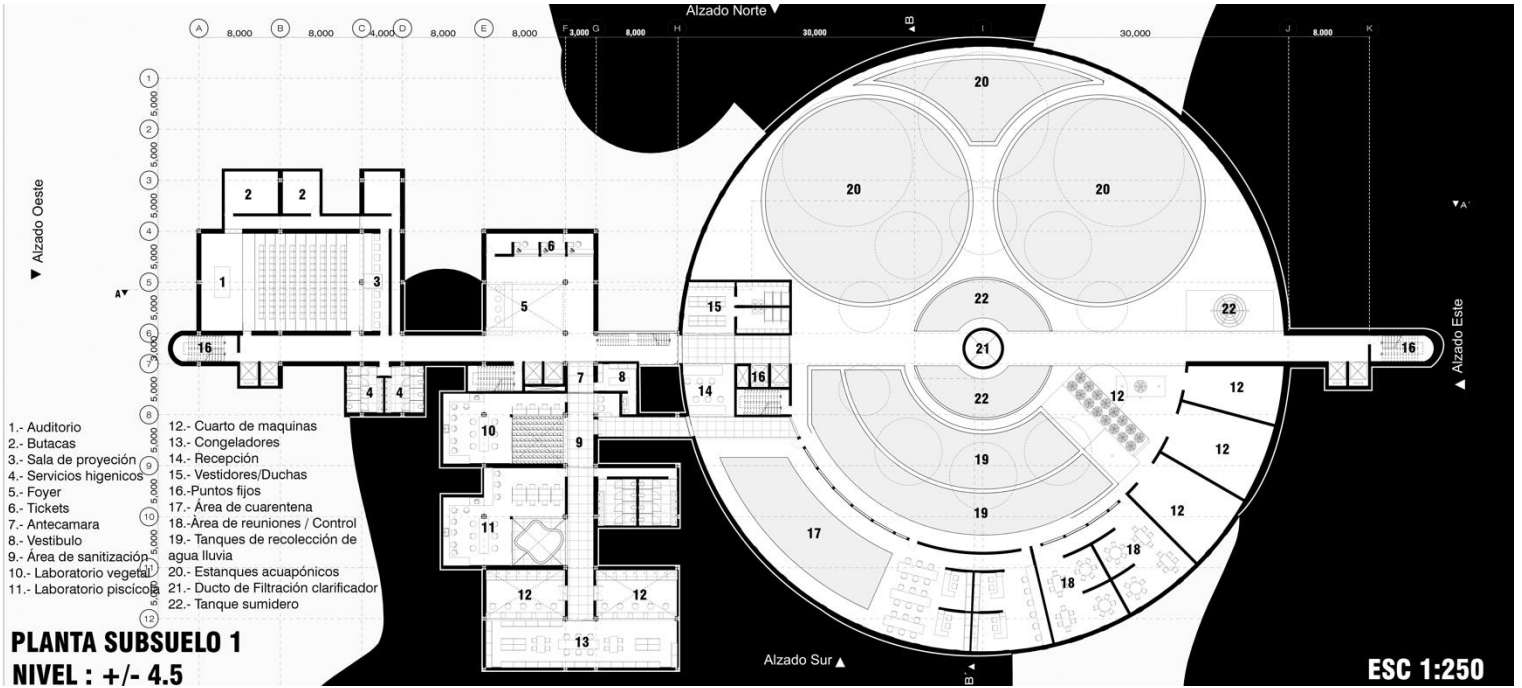 Alzado Norte
A B C D E F G H B I J K
8,000 8,000 4,000 8,000 8,000 3,000 8,000 30,000 30,000 8.000
1
5,000
2
5,000
3
5,000
4
5,000
5
5,000
6
3,000
7
5,000
8
5,000
9
5,000
10
5,000
11
5,000
12
Alzado Oeste
A
A'
Alzado Este
20
20 20
2 2
1 3 6 5 15 22 22
16 21 16
4 4 7 8 14 16 22 12 12
10 9 19 12
11 17 19 12
18 18
12 12
13
1.- Auditorio
2.- Butacas
3.- Sala de proyeción
4.- Servicios higenicos
5.- Foyer
6.- Tickets
7.- Antecamara
8.- Vestibulo
9.- Área de sanitización
10.- Laboratorio vegetal
11.- Laboratorio piscícola
12.- Cuarto de maquinas
13.- Congeladores
14.- Recepción
15.- Vestidores/Duchas
16.-Puntos fijos
17.- Área de cuarentena
18.-Àrea de reuniones / Control
19.- Tanques de recolección de
agua lluvia
20.- Estanques acuapónicos
21.- Ducto de Filtración clarificador
22.- Tanque sumidero
PLANTA SUBSUELO 1
NIVEL : +/- 4.5
Alzado Sur
B'
ESC 1:250